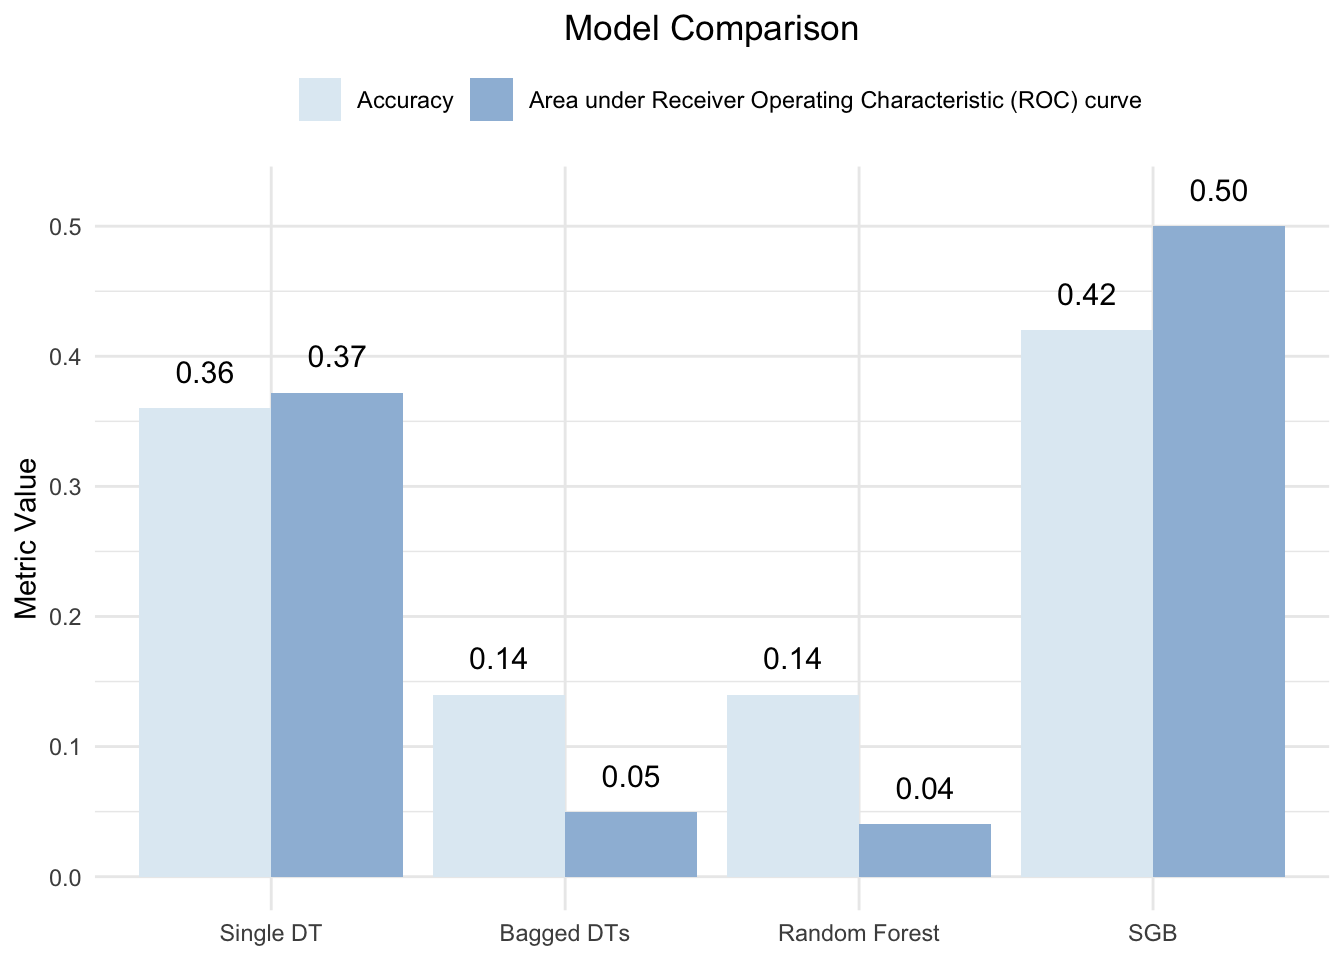 Model Comparison
Accuracy
Area under Receiver Operating Characteristic (ROC) curve
Metric Value
0.5
0.4
0.3
0.2
0.1
0.0
0.36
0.37
0.14
0.05
0.14
0.04
0.42
0.50
Single DT
Bagged DTs
Random Forest
SGB